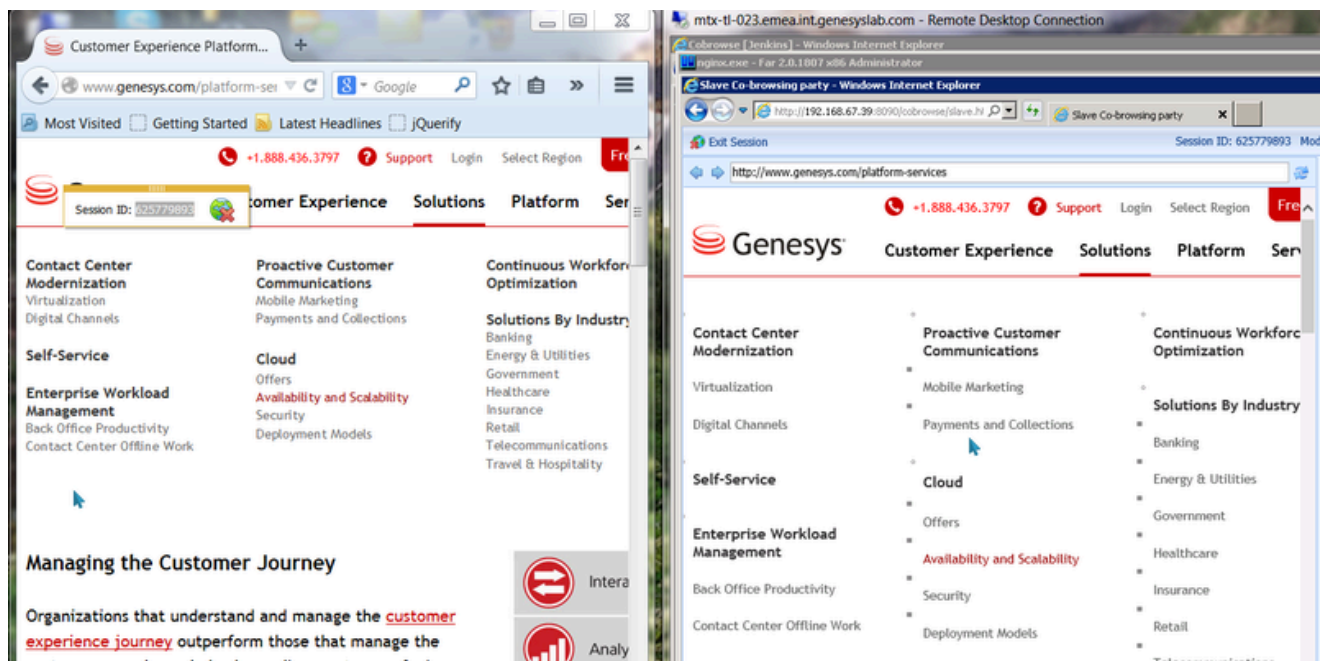 Customer Experience Platform...
www.genesys.com/platform-ser
Google
Most Visited
Getting Started
Latest Headlines
jQuerify
+1.888.436.3797
Support
Login
Select Region
Session ID: 625779893
Solutions
Platform
Contact Center
Modernization
Virtualization
Digital Channels
Self-Service
Enterprise Workload
Management
Back Office Productivity
Contact Center Offline Work
Proactive Customer
Communications
Mobile Marketing
Payments and Collections
Cloud
Offers
Availability and Scalability
Security
Deployment Models
Continuous
Optimization
Solutions By
Banking
Energy & Utilities
Government
Healthcare
Insurance
Retail
Telecommunications
Travel & Hospitality
Managing the Customer Journey
Organizations that understand and manage the customer
experience journey outperform those that manage the
mtx-tl-023.emea.int.genesyslab.com - Remote Desktop Connection
Cobrowse [Jenkins] - Windows Internet Explorer
nginx.exe - Far 2.0.1807 x86 Administrator
Slave Co-browsing party - Windows Internet Explorer
http://192.168.67.39:8090/cobrowse/slave.
Slave Co-browsing party
Exit Session
Session ID: 625779893
http://www.genesys.com/platform-services
+1.888.436.3797
Support
Login
Select Region
Genesys
Customer Experience
Solutions
Platform
Contact Center
Modernization
Virtualization
Digital Channels
Self-Service
Enterprise Workload
Management
Back Office Productivity
Contact Center Offline Work
Proactive Customer
Communications
Mobile Marketing
Payments and Collections
Cloud
Offers
Availability and Scalability
Security
Deployment Models
Continuous
Optimization
Solutions By Industry
Banking
Energy & Utilities
Government
Healthcare
Insurance
Retail